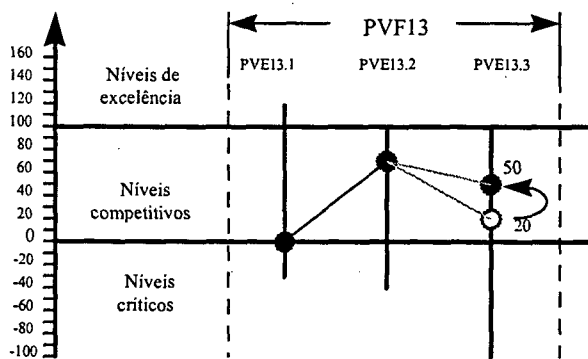 PVF13
PVE13.1 PVE13.2 PVE13.3
160
140
120
100
80
60
40
20
0
-20
-40
-60
-80
-100
Níveis de
excelência
Níveis
competitivos
Níveis
críticos
50
20